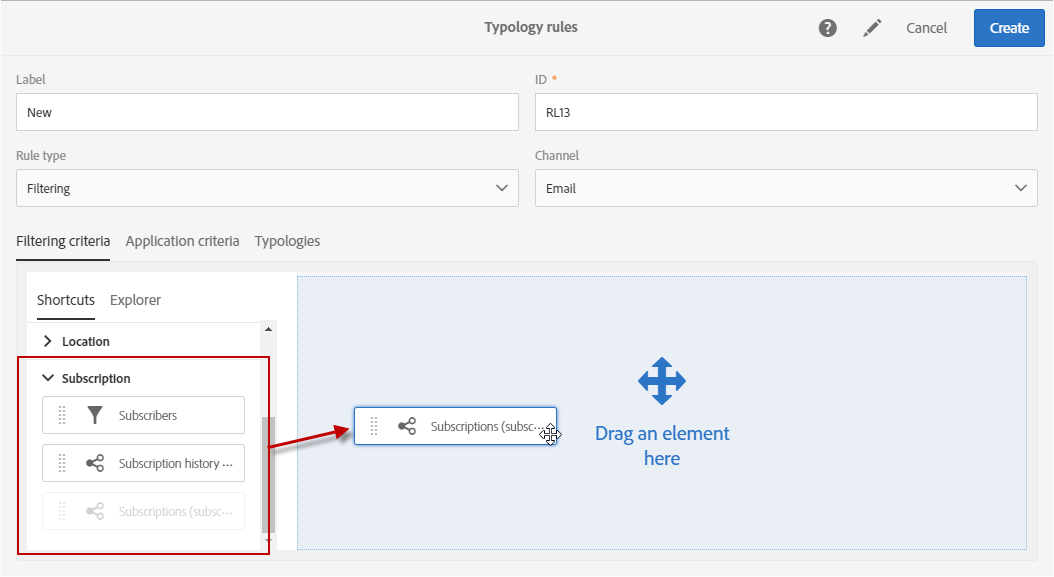 Typology rules
?
Cancel
Create
Label
ID *
New
RL13
Rule type
Channel
Filtering
Email
Filtering criteria
Application criteria
Typologies
Shortcuts
Explorer
Location
Subscription
Subscribers
Subscription history ...
Subscriptions (subsc...
Subscriptions (subsc...
Drag an element
here